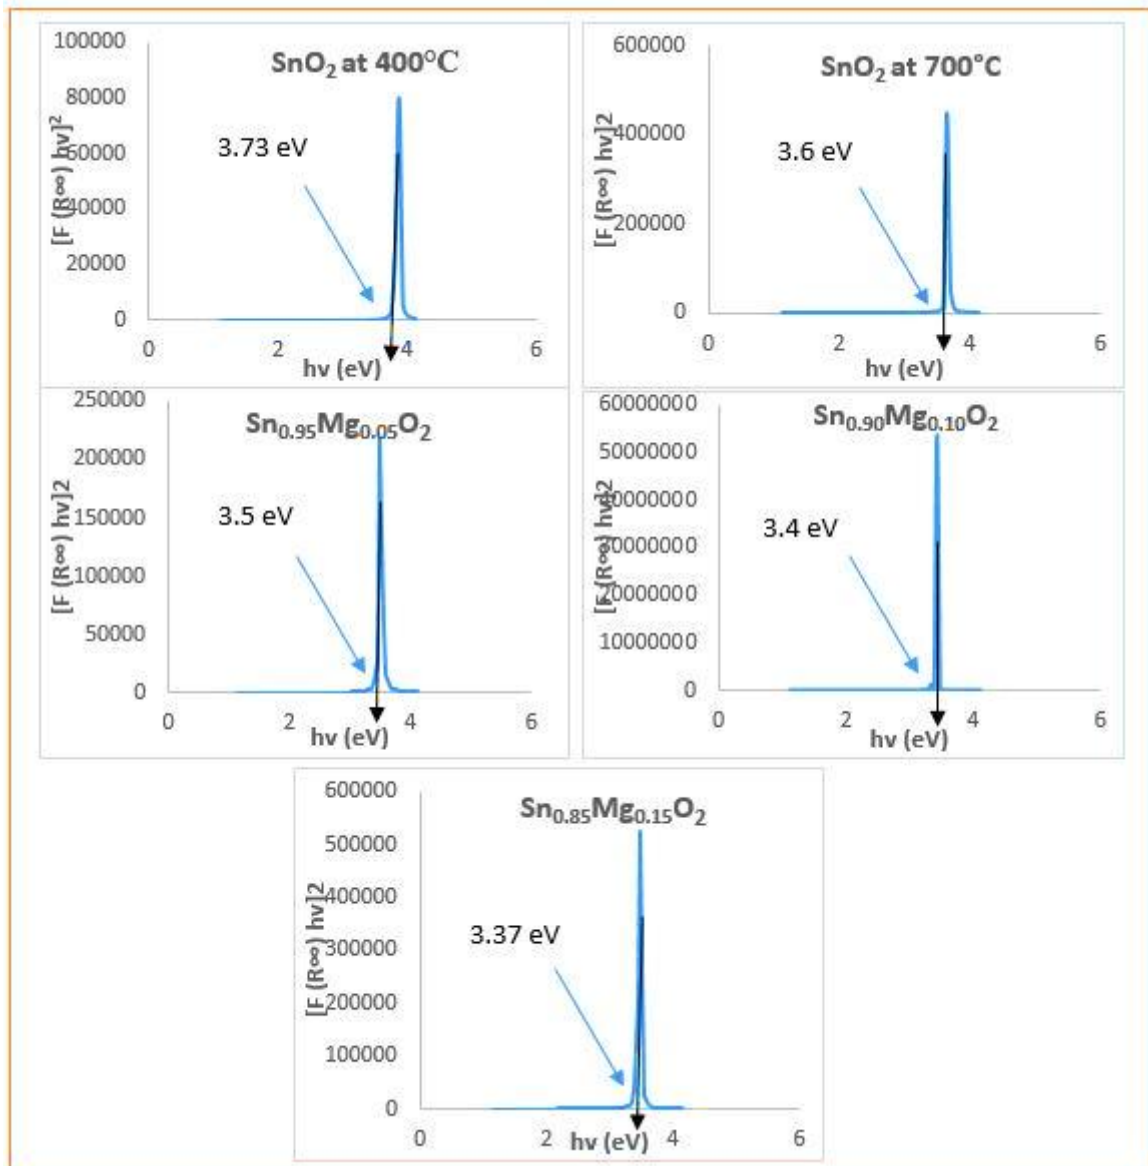 SnO₂ at 400°C
[F (R∞) hv]²
100000
80000
60000
40000
20000
0
3.73 eV
0 2 4 6
hv (eV)
SnO₂ at 700°C
[F (R∞) hv]2
600000
400000
200000
0
3.6 eV
0 2 4 6
hv (eV)
Sn₀.₉₅Mg₀.₀₅O₂
[F (R∞) hv]2
250000
200000
150000
100000
50000
0
3.5 eV
0 2 4 6
hv (eV)
Sn₀.₉₀Mg₀.₁₀O₂
[F (R∞) hv]2
60000000
50000000
40000000
30000000
20000000
10000000
0
3.4 eV
0 2 4 6
hv (eV)
Sn₀.₈₅Mg₀.₁₅O₂
[F (R∞) hv]2
600000
500000
400000
300000
200000
100000
0
3.37 eV
0 2 4 6
hv (eV)